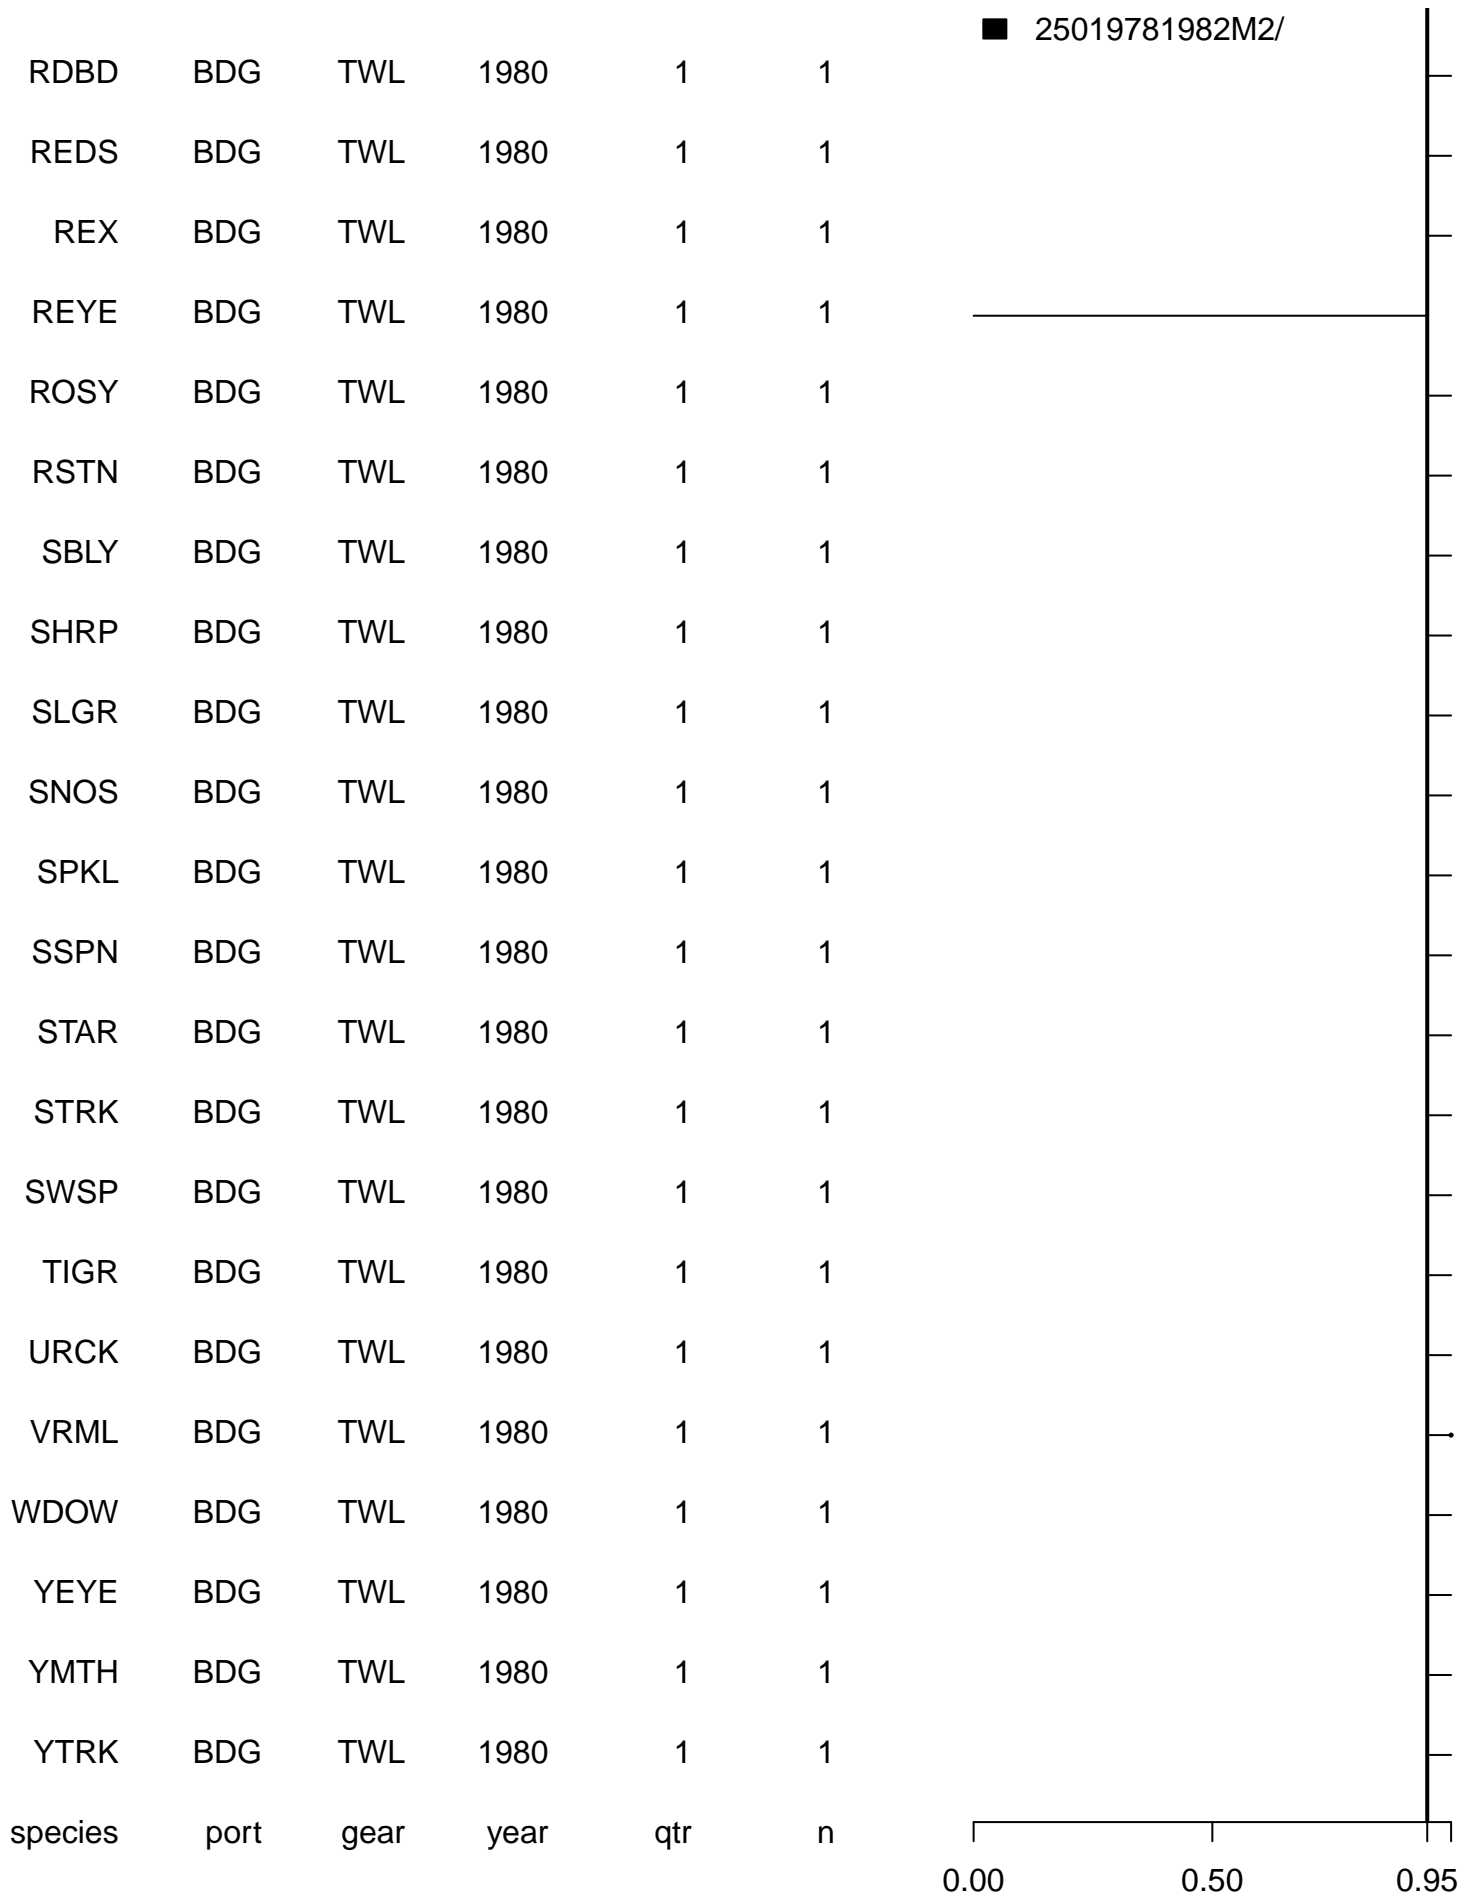 25019781982M2/
RDBD BDG TWL 1980 1 1
REDS BDG TWL 1980 1 1
REX BDG TWL 1980 1 1
REYE BDG TWL 1980 1 1
ROSY BDG TWL 1980 1 1
RSTN BDG TWL 1980 1 1
SBLY BDG TWL 1980 1 1
SHRP BDG TWL 1980 1 1
SLGR BDG TWL 1980 1 1
SNOS BDG TWL 1980 1 1
SPKL BDG TWL 1980 1 1
SSPN BDG TWL 1980 1 1
STAR BDG TWL 1980 1 1
STRK BDG TWL 1980 1 1
SWSP BDG TWL 1980 1 1
TIGR BDG TWL 1980 1 1
URCK BDG TWL 1980 1 1
VRML BDG TWL 1980 1 1
WDOW BDG TWL 1980 1 1
YEYE BDG TWL 1980 1 1
YMTH BDG TWL 1980 1 1
YTRK BDG TWL 1980 1 1
species port gear year qtr n
0.00 0.50 0.95